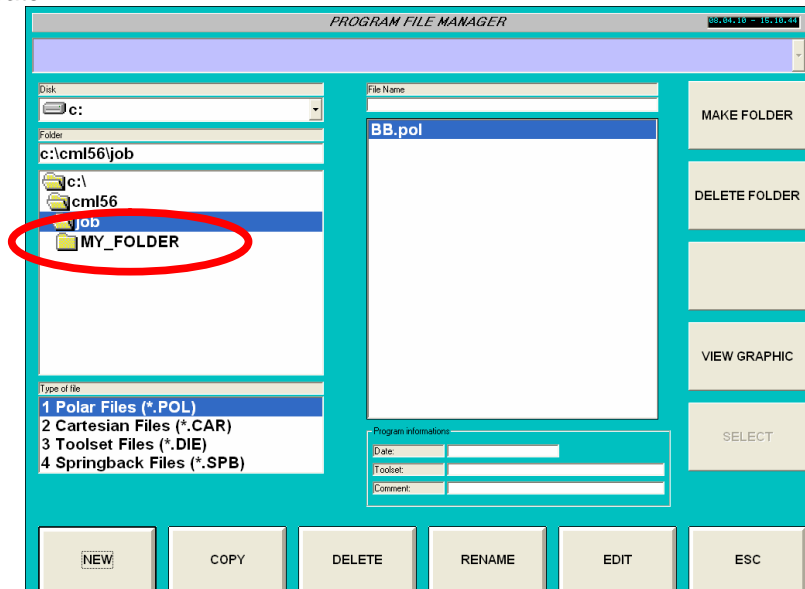 PROGRAM FILE MANAGER
08.04.10 - 15.10.44
Disk
c:
Folder
c:\cml56\job
c:\
cml56
job
MY_FOLDER
Type of file
1 Polar Files (*.POL)
2 Cartesian Files (*.CAR)
3 Toolset Files (*.DIE)
4 Springback Files (*.SPB)
File Name
BB.pol
Program informations
Date:
Toolset:
Comment:
MAKE FOLDER
DELETE FOLDER
VIEW GRAPHIC
SELECT
NEW
COPY
DELETE
RENAME
EDIT
ESC